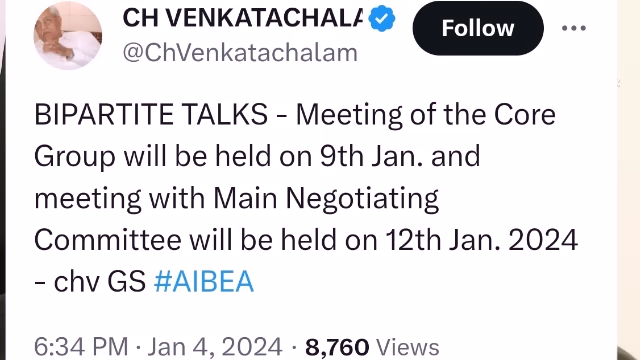 CH VENKATACHALA
Follow
@ChVenkatachalam
BIPARTITE TALKS - Meeting of the Core
Group will be held on 9th Jan. and
meeting with Main Negotiating
Committee will be held on 12th Jan. 2024
- chv GS #AIBEA
6:34 PM · Jan 4, 2024 · 8,760 Views